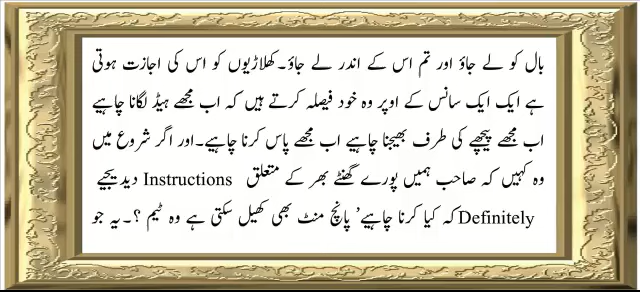 بال کو لے جاؤ اور تم اس کے اندر لے جاؤ۔کھلاڑیوں کو اس کی اجازت ہوتی
ہے ایک ایک سانس کے اوپر وہ خود فیصلہ کرتے ہیں کہ اب مجھے ہیڈ لگانا چاہیے
اب مجھے پیچھے کی طرف بھیجنا چاہیے اب مجھے پاس کرنا چاہیے۔اور اگر شروع میں
وہ کہیں کہ صاحب ہمیں پورے گھنٹے بھر کے متعلق Instructions دیدیجیے
کہ کیا کرنا چاہیے’ پانچ منٹ بھی کھیل سکتی ہے وہ ٹیم ؟۔یہ جو Definitely